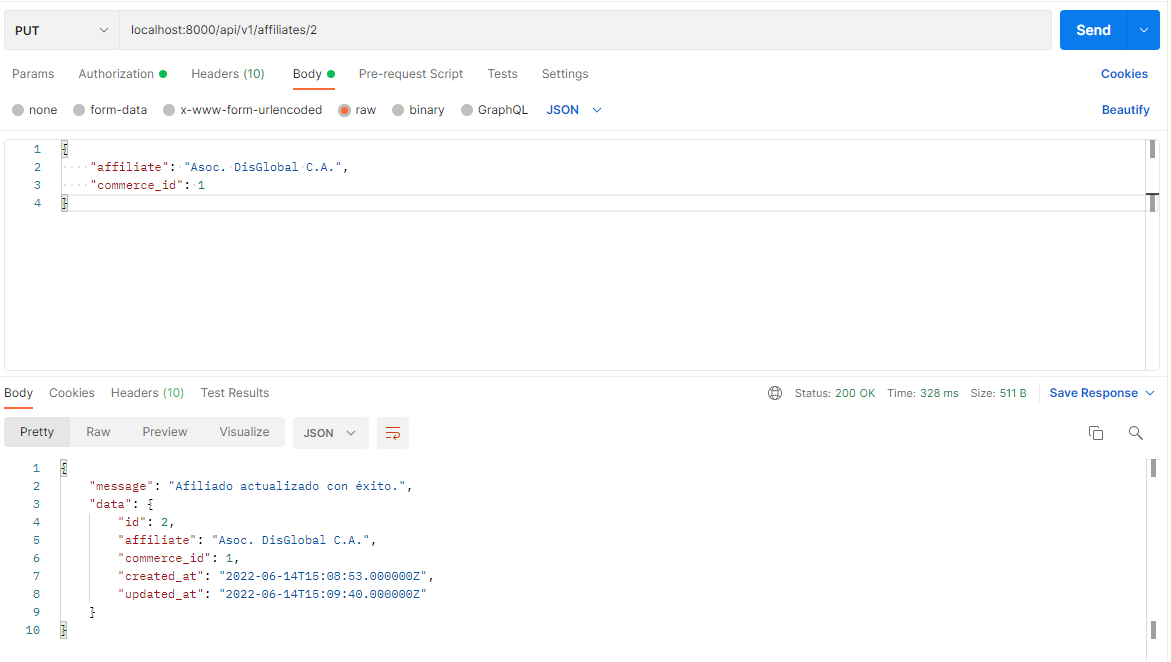 PUT localhost:8000/api/v1/affiliates/2 Send
Params Authorization Headers (10) Body Pre-request Script Tests Settings Cookies
none form-data x-www-form-urlencoded raw binary GraphQL JSON Beautify
1 {
2 "affiliate": "Asoc. DisGlobal C.A.",
3 "commerce_id": 1
4 }
Body Cookies Headers (10) Test Results Status: 200 OK Time: 328 ms Size: 511 B Save Response
Pretty Raw Preview Visualize JSON
1 {
2 "message": "Afiliado actualizado con éxito.",
3 "data": {
4 "id": 2,
5 "affiliate": "Asoc. DisGlobal C.A.",
6 "commerce_id": 1,
7 "created_at": "2022-06-14T15:08:53.000000Z",
8 "updated_at": "2022-06-14T15:09:40.000000Z"
9 }
10 }